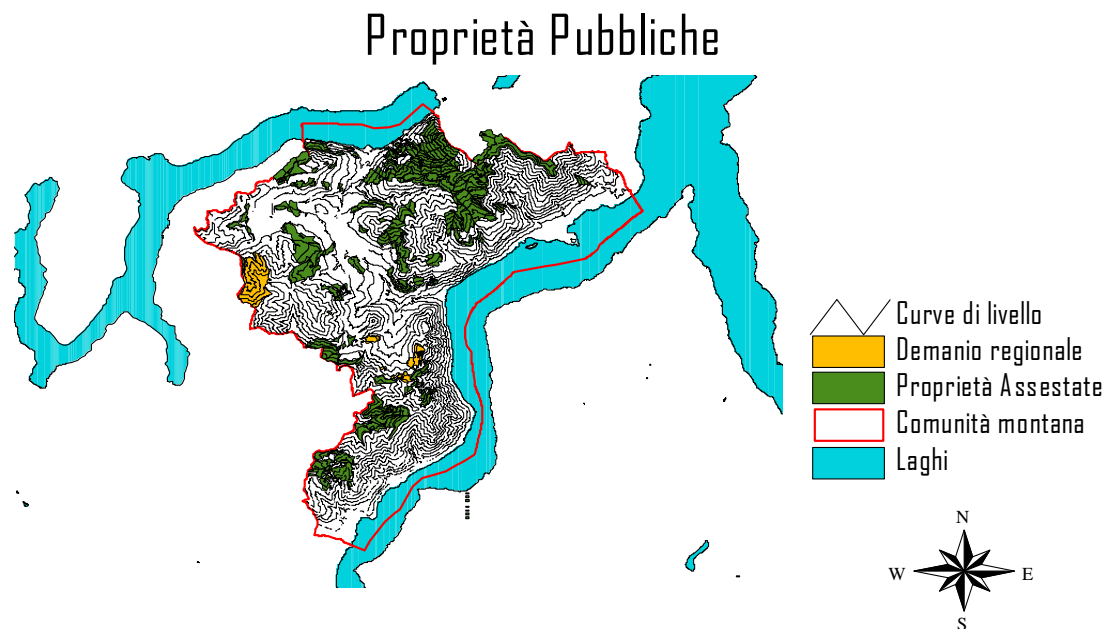 Proprietà Pubbliche
Curve di livello
Demanio regionale
Proprietà Assestate
Comunità montana
Laghi
N
W E
S